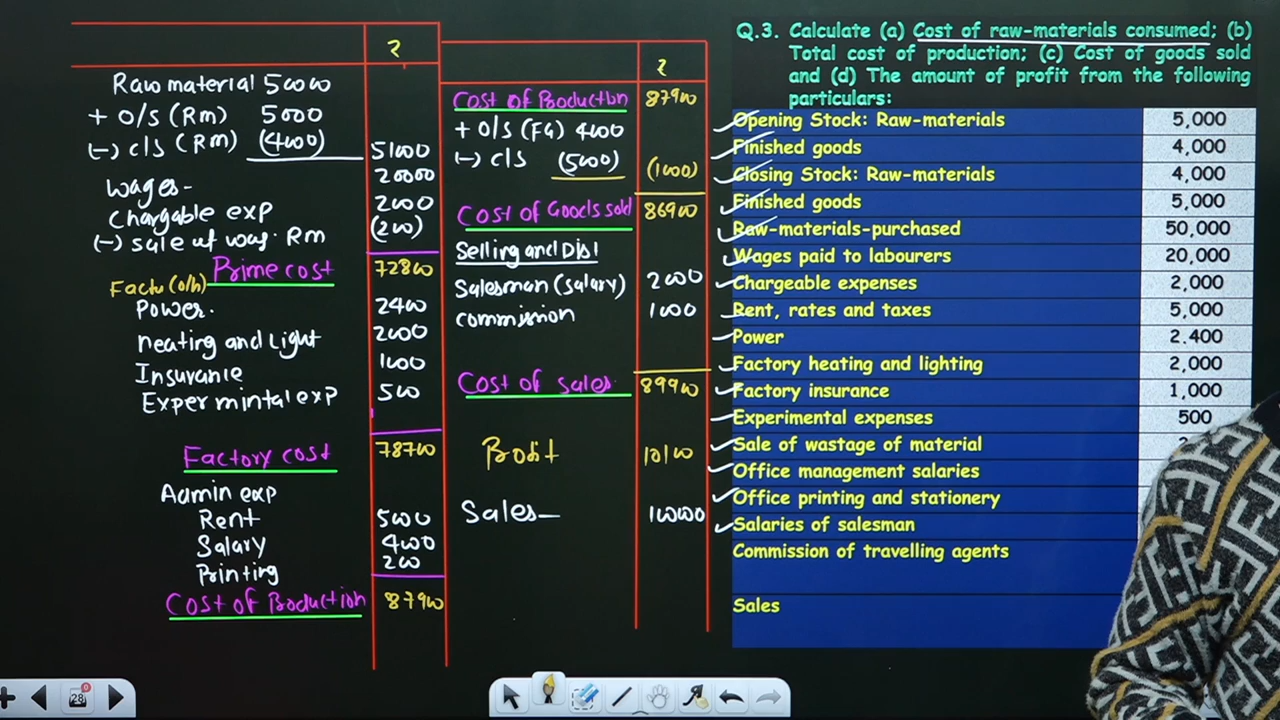 ₹
Raw material 50000
+ O/S (Rm) 5000
(-) c/s (Rm) (4000)
51000
Wages- 20000
Chargable exp 2000
(-) Sale of was. Rm (200)
Prime cost 72800
Facto (o/h)
Power. 2400
Heating and Light 2000
Insurance 1000
Exper mintal exp 500
Factory cost 78700
Admin exp
Rent 5000
Salary 4000
Printing 200
Cost of Production 87900
₹
Cost of Production 87900
+ O/S (FG) 4000
(-) c/s (5000) (1000)
Cost of Goods sold 86900
Selling and Dist
Salesman (salary) 2000
commission 1000
Cost of Sales 89900
Profit 10100
Sales- 100000
Q.3. Calculate (a) Cost of raw-materials consumed; (b)
Total cost of production; (c) Cost of goods sold
and (d) The amount of profit from the following
particulars:
Opening Stock: Raw-materials 5,000
Finished goods 4,000
Closing Stock: Raw-materials 4,000
Finished goods 5,000
Raw-materials-purchased 50,000
Wages paid to labourers 20,000
Chargeable expenses 2,000
Rent, rates and taxes 5,000
Power 2.400
Factory heating and lighting 2,000
Factory insurance 1,000
Experimental expenses 500
Sale of wastage of material
Office management salaries
Office printing and stationery
Salaries of salesman
Commission of travelling agents
Sales
28